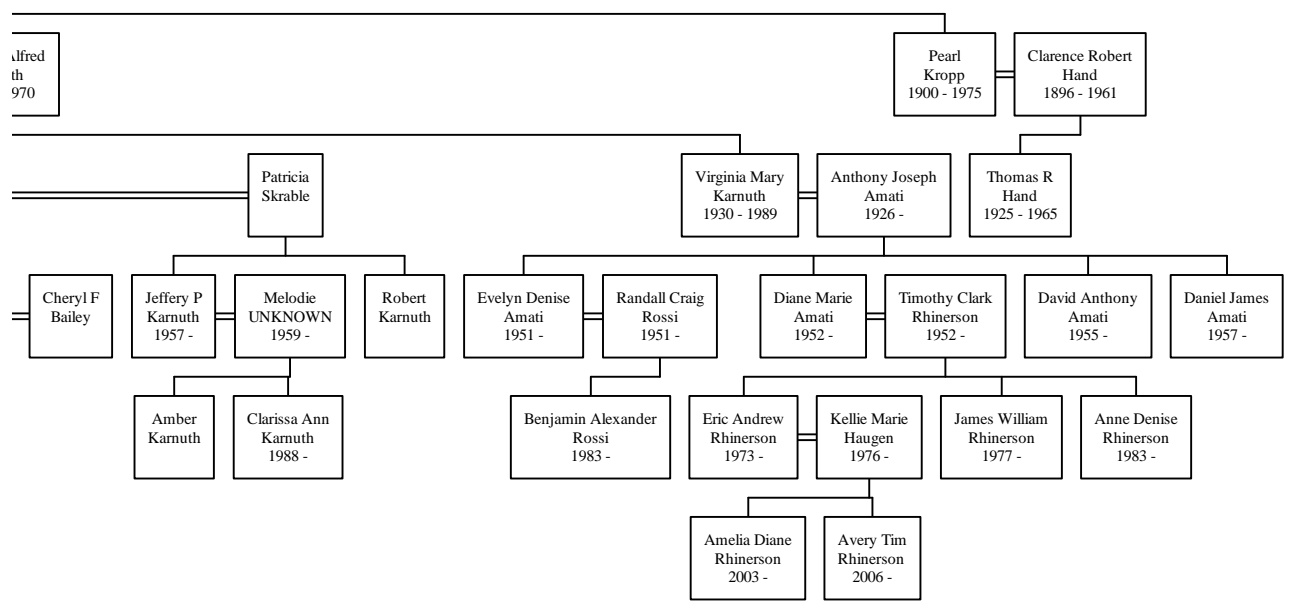 Pearl
Kropp
1900 - 1975
Clarence Robert
Hand
1896 - 1961
lfred
th
970
Patricia
Skrable
Virginia Mary
Karnuth
1930 - 1989
Anthony Joseph
Amati
1926 -
Thomas R
Hand
1925 - 1965
Cheryl F
Bailey
Jeffery P
Karnuth
1957 -
Melodie
UNKNOWN
1959 -
Robert
Karnuth
Evelyn Denise
Amati
1951 -
Randall Craig
Rossi
1951 -
Diane Marie
Amati
1952 -
Timothy Clark
Rhinerson
1952 -
David Anthony
Amati
1955 -
Daniel James
Amati
1957 -
Amber
Karnuth
Clarissa Ann
Karnuth
1988 -
Benjamin Alexander
Rossi
1983 -
Eric Andrew
Rhinerson
1973 -
Kellie Marie
Haugen
1976 -
James William
Rhinerson
1977 -
Anne Denise
Rhinerson
1983 -
Amelia Diane
Rhinerson
2003 -
Avery Tim
Rhinerson
2006 -